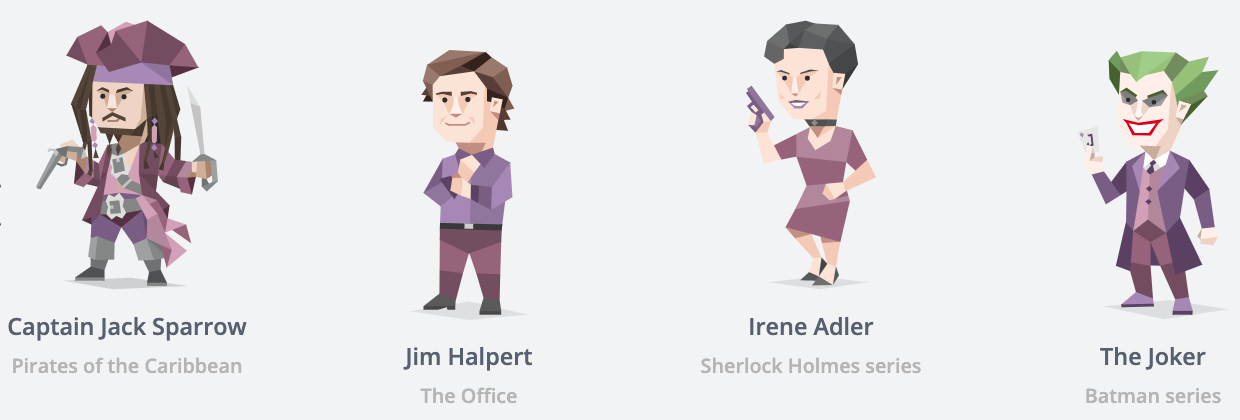 Captain Jack Sparrow
Pirates of the Caribbean
Jim Halpert
The Office
Irene Adler
Sherlock Holmes series
The Joker
Batman series